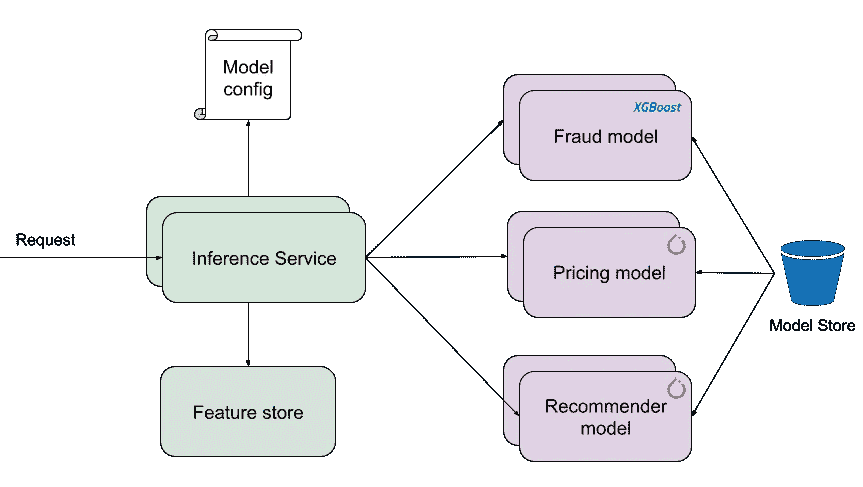 Model
config
Request
Inference Service
Feature store
XGBoost
Fraud model
Pricing model
Recommender
model
Model Store